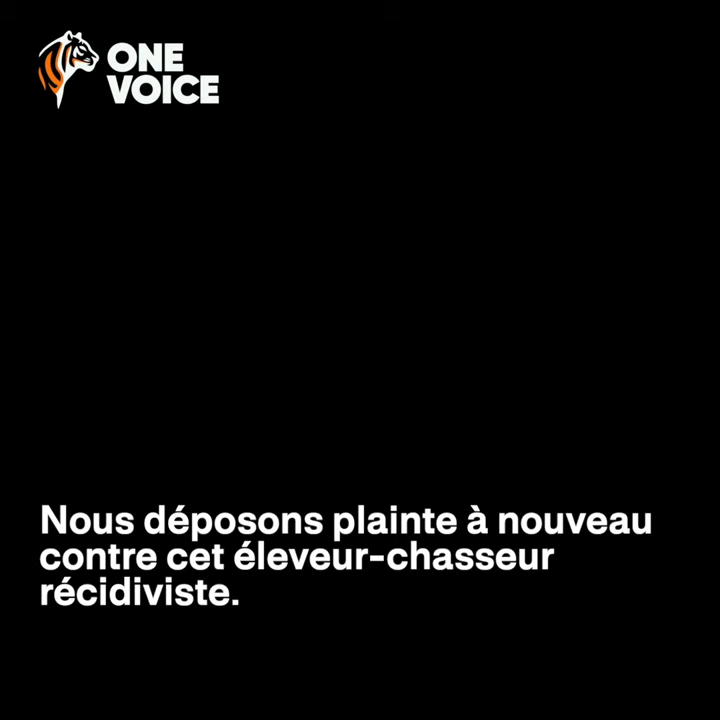 ONE
VOICE
Nous déposons plainte à nouveau
contre cet éleveur-chasseur
récidiviste.